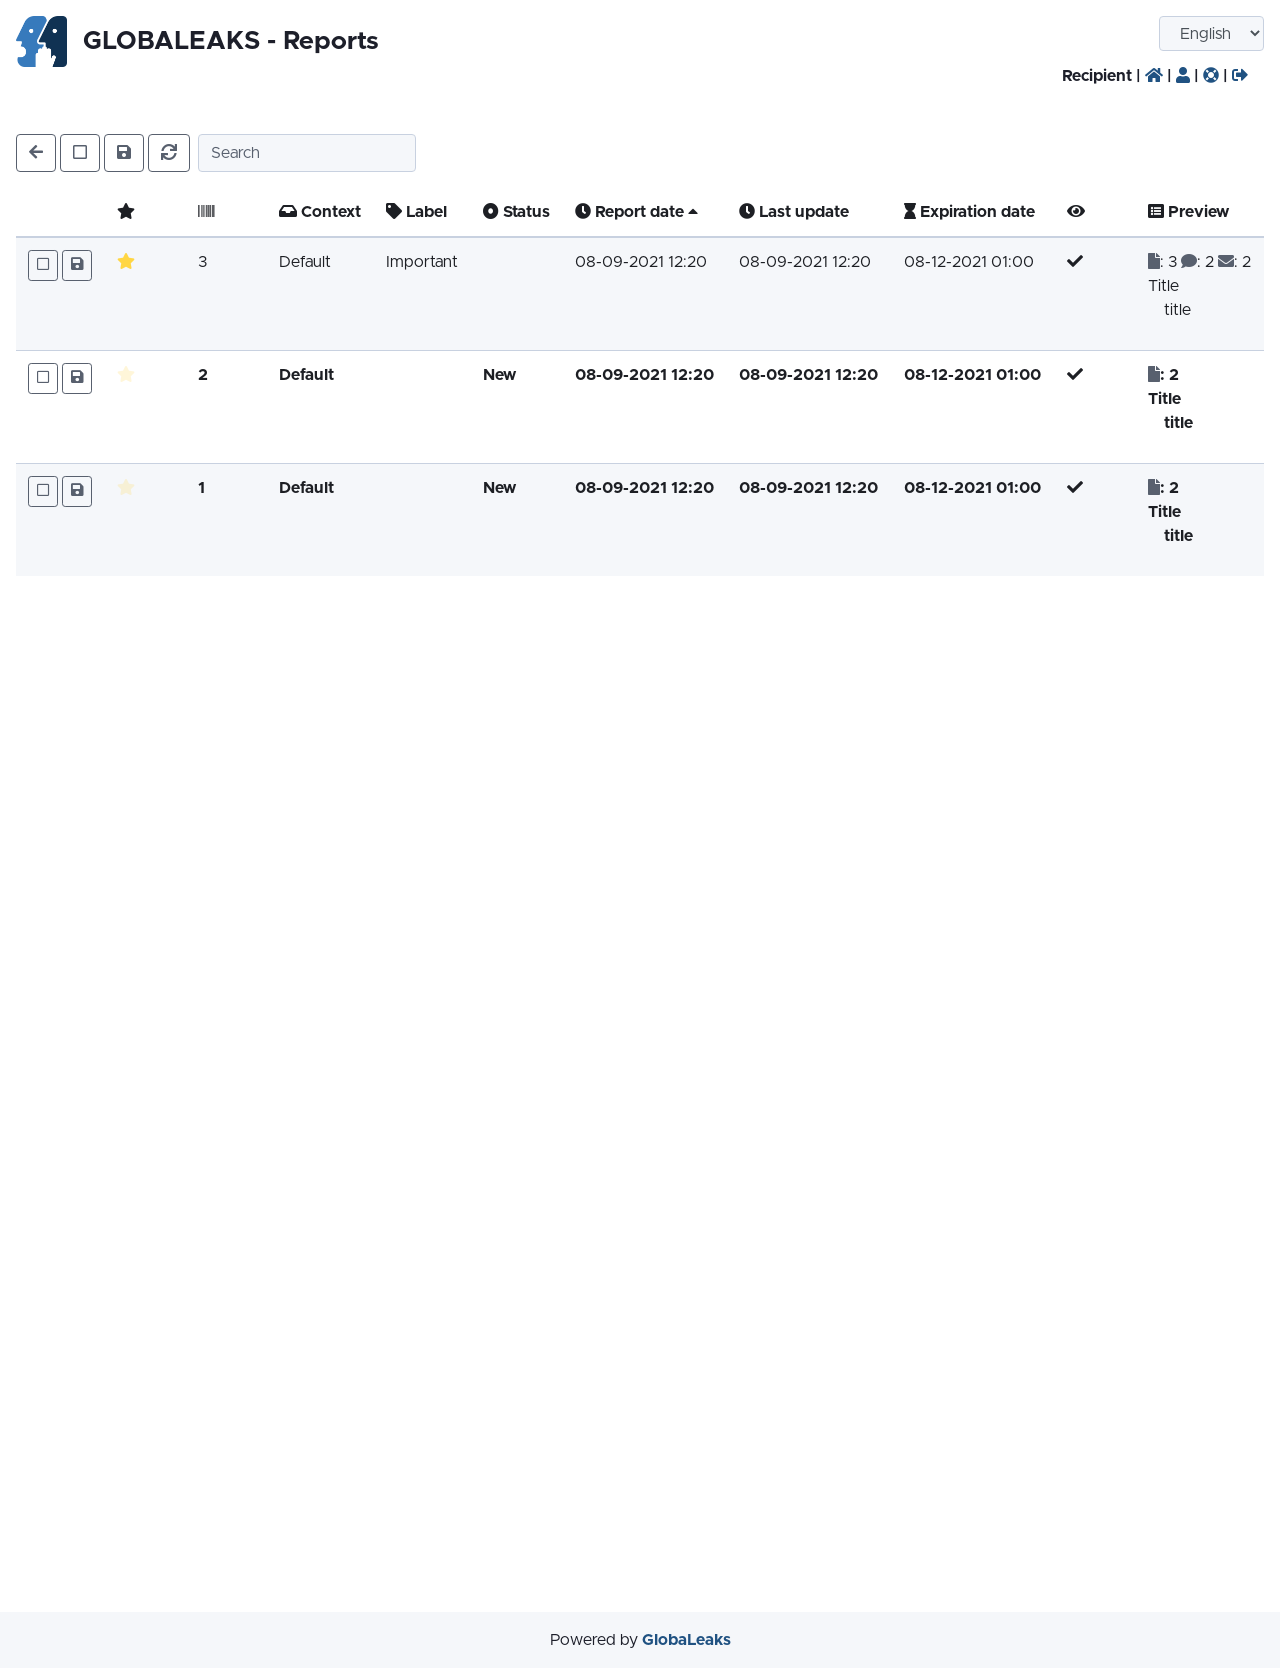 GLOBALEAKS - Reports
English
Recipient | | | |
Search
Context Label Status Report date Last update Expiration date Preview
3 Default Important 08-09-2021 12:20 08-09-2021 12:20 08-12-2021 01:00 : 3 : 2 : 2
Title
title
2 Default New 08-09-2021 12:20 08-09-2021 12:20 08-12-2021 01:00 : 2
Title
title
1 Default New 08-09-2021 12:20 08-09-2021 12:20 08-12-2021 01:00 : 2
Title
title
Powered by GlobaLeaks